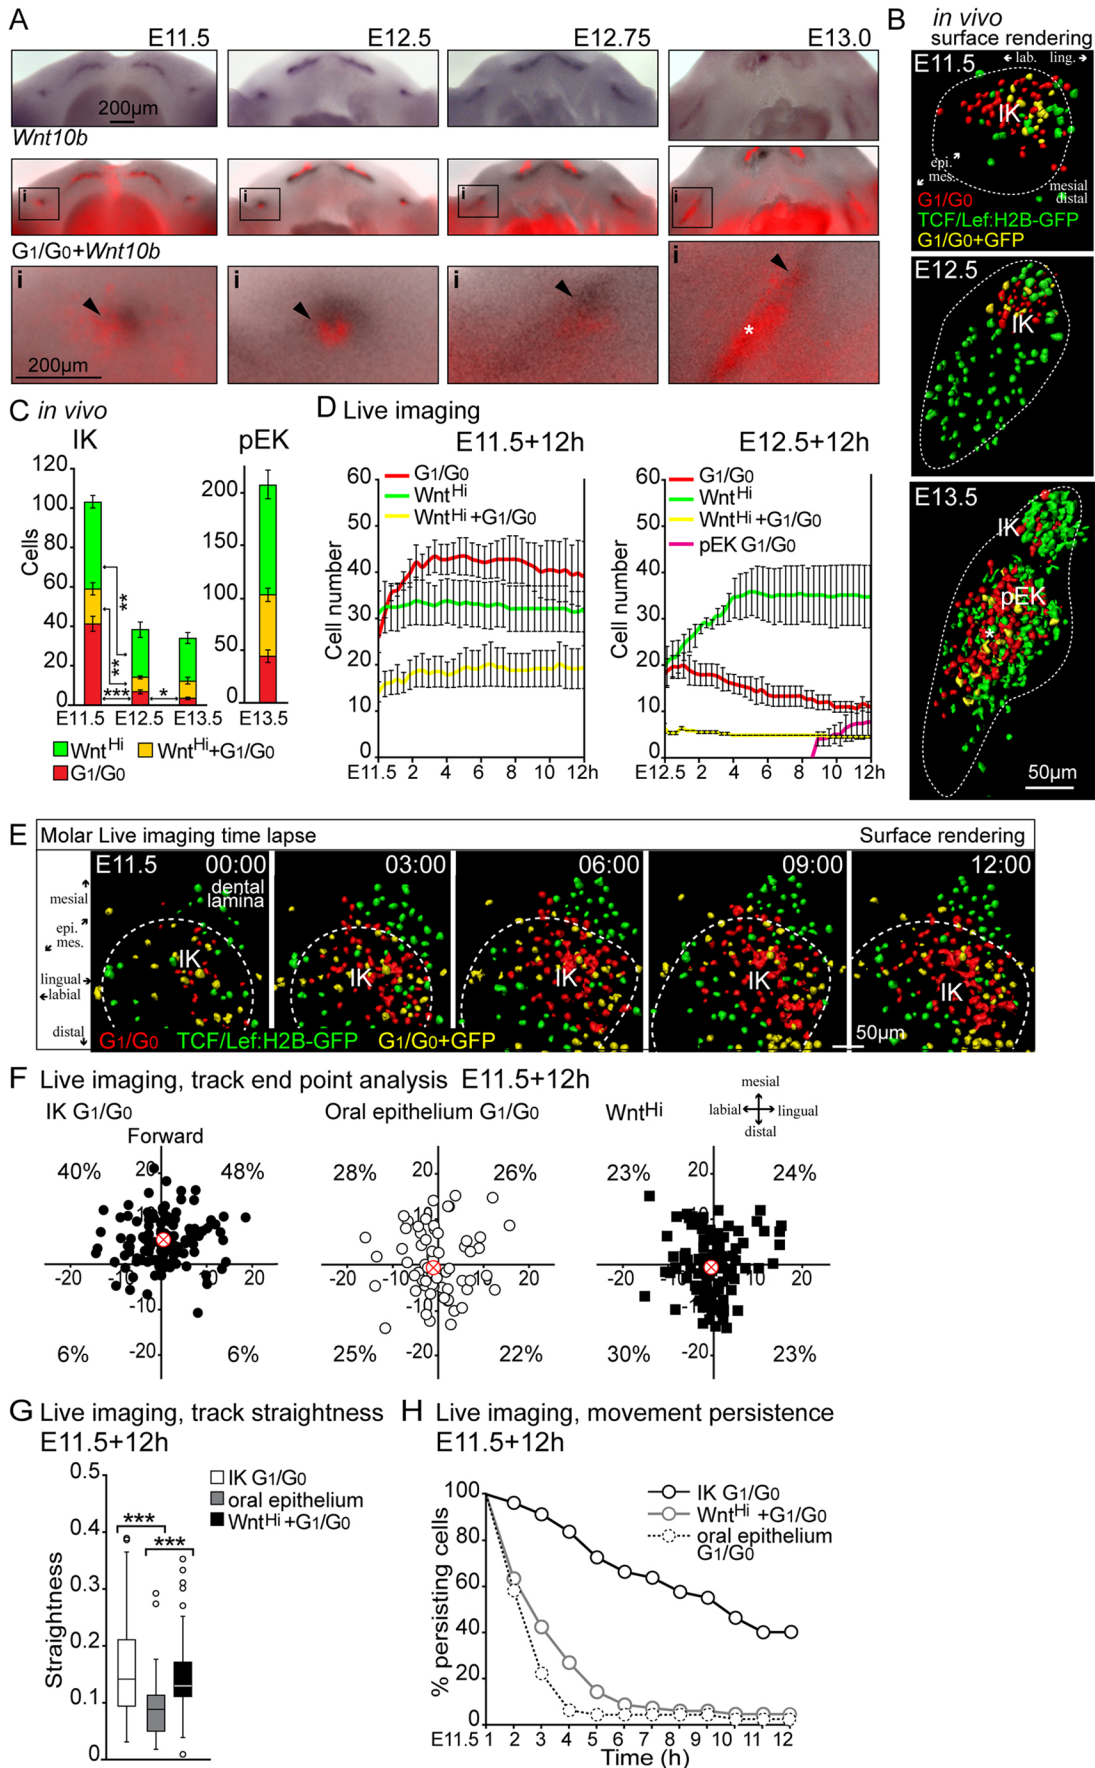 A
E11.5
E12.5
E12.75
E13.0
200µm
Wnt10b
i
i
i
i
G1/G0+Wnt10b
i
i
i
i
*
200µm
B in vivo
surface rendering
E11.5
← lab. ling. →
IK
epi.
mes.
mesial
distal
G1/G0
TCF/Lef:H2B-GFP
G1/G0+GFP
E12.5
IK
E13.5
IK
pEK
*
50µm
C in vivo
IK
pEK
Cells
120
100
80
60
40
20
0
**
**
***
*
E11.5 E12.5 E13.5
200
150
100
50
0
E13.5
WntHi
WntHi+G1/G0
G1/G0
D Live imaging
E11.5+12h
Cell number
60
50
40
30
20
10
0
G1/G0
WntHi
WntHi +G1/G0
E11.5 2 4 6 8 10 12h
E12.5+12h
Cell number
60
50
40
30
20
10
0
G1/G0
WntHi
WntHi +G1/G0
pEK G1/G0
E12.5 2 4 6 8 10 12h
E
Molar Live imaging time lapse
Surface rendering
mesial
epi.
mes.
lingual
labial
distal
E11.5 00:00
dental
lamina
IK
03:00
IK
06:00
IK
09:00
IK
12:00
IK
G1/G0 TCF/Lef:H2B-GFP G1/G0+GFP
50µm
F Live imaging, track end point analysis E11.5+12h
IK G1/G0
Forward
40% 20 48%
10
-20 -10 10 20
-10
6% -20 6%
Oral epithelium G1/G0
28% 20 26%
10
-20 -10 10 20
-10
25% -20 22%
WntHi
mesial
labial lingual
distal
23% 20 24%
-20 10 20
-20
30% 23%
G Live imaging, track straightness
E11.5+12h
Straightness
0.5
0.4
0.3
0.2
0.1
0
***
***
IK G1/G0
oral epithelium
WntHi +G1/G0
H Live imaging, movement persistence
E11.5+12h
% persisting cells
100
80
60
40
20
0
IK G1/G0
WntHi +G1/G0
oral epithelium
G1/G0
E11.5 1 2 3 4 5 6 7 8 9 10 11 12
Time (h)